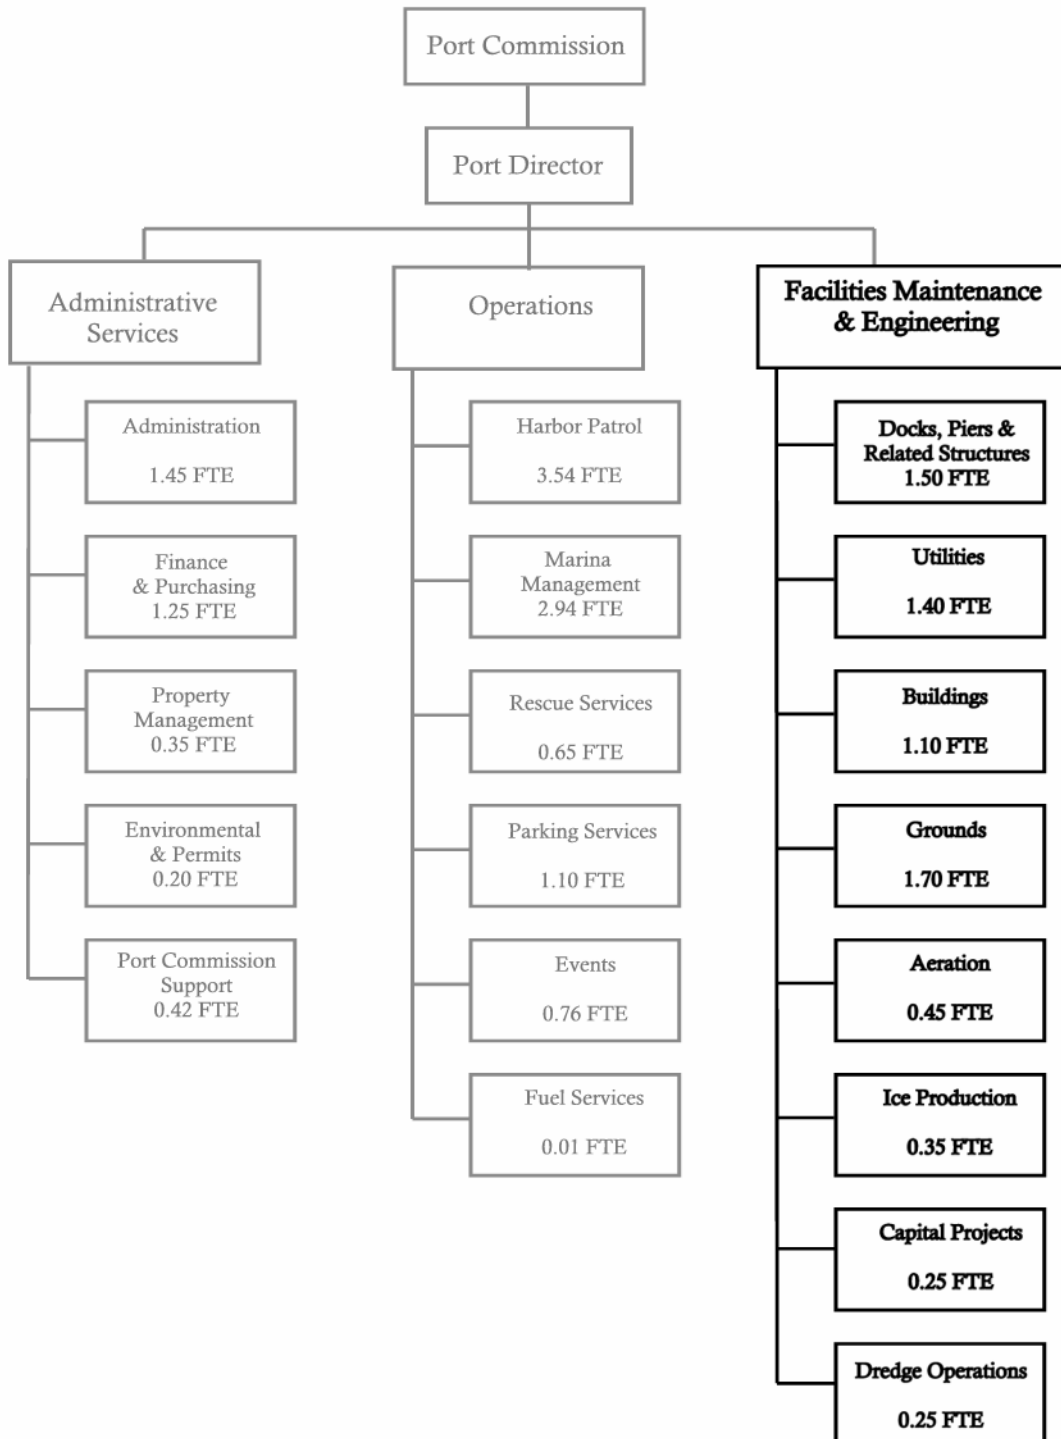 Port Commission
Port Director
Administrative
Services
Administration
1.45 FTE
Finance
& Purchasing
1.25 FTE
Property
Management
0.35 FTE
Environmental
& Permits
0.20 FTE
Port Commission
Support
0.42 FTE
Operations
Harbor Patrol
3.54 FTE
Marina
Management
2.94 FTE
Rescue Services
0.65 FTE
Parking Services
1.10 FTE
Events
0.76 FTE
Fuel Services
0.01 FTE
Facilities Maintenance
& Engineering
Docks, Piers &
Related Structures
1.50 FTE
Utilities
1.40 FTE
Buildings
1.10 FTE
Grounds
1.70 FTE
Aeration
0.45 FTE
Ice Production
0.35 FTE
Capital Projects
0.25 FTE
Dredge Operations
0.25 FTE